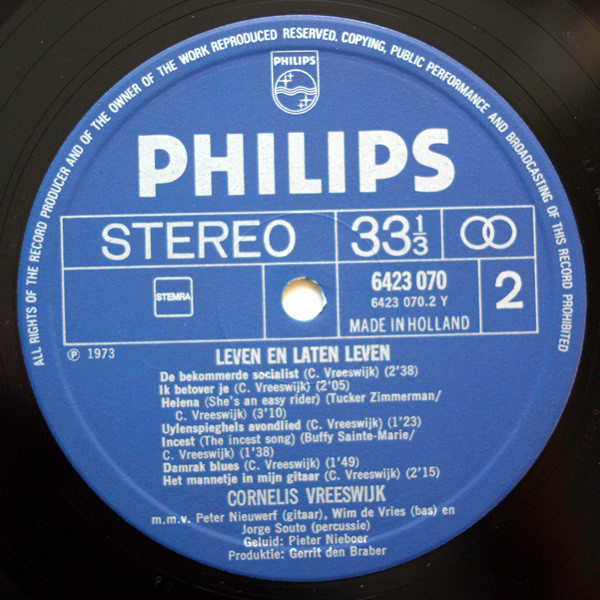 ALL RIGHTS OF THE RECORD PRODUCER AND OF THE OWNER OF THE WORK REPRODUCED RESERVED. COPYING, PUBLIC PERFORMANCE AND BROADCASTING OF THIS RECORD PROHIBITED
PHILIPS
PHILIPS
STEREO 33 1/3
STEMRA
6423 070
6423 070.2 Y
2
MADE IN HOLLAND
℗ 1973
LEVEN EN LATEN LEVEN
De bekommerde socialist (C. Vreeswijk) (2'38)
Ik betover je (C. Vreeswijk) (2'05)
Helena (She's an easy rider) (Tucker Zimmerman/
C. Vreeswijk) (3'10)
Uylenspieghels avondlied (C. Vreeswijk) (1'23)
Incest (The incest song) (Buffy Sainte-Marie/
C. Vreeswijk) (1'38)
Damrak blues (C. Vreeswijk) (1'49)
Het mannetje in mijn gitaar (C. Vreeswijk) (2'15)
CORNELIS VREESWIJK
m.m.v. Peter Nieuwerf (gitaar), Wim de Vries (bas) en
Jorge Souto (percussie)
Geluid: Pieter Nieboer
Produktie: Gerrit den Braber